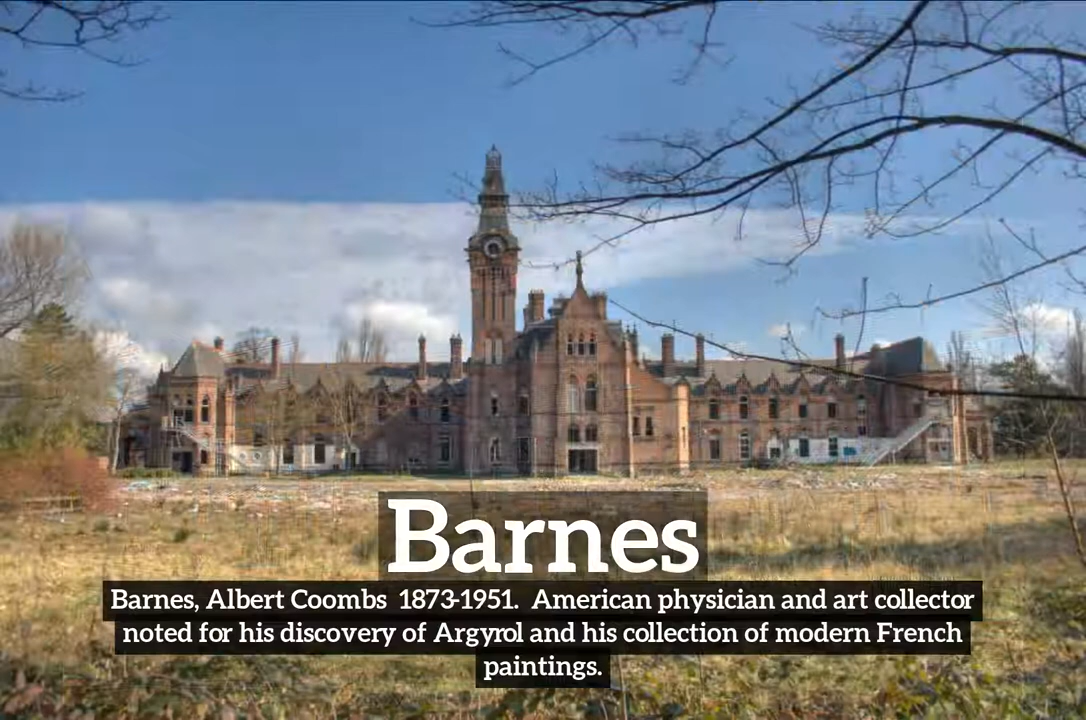 Barnes
Barnes, Albert Coombs  1873-1951.  American physician and art collector
noted for his discovery of Argyrol and his collection of modern French
paintings.